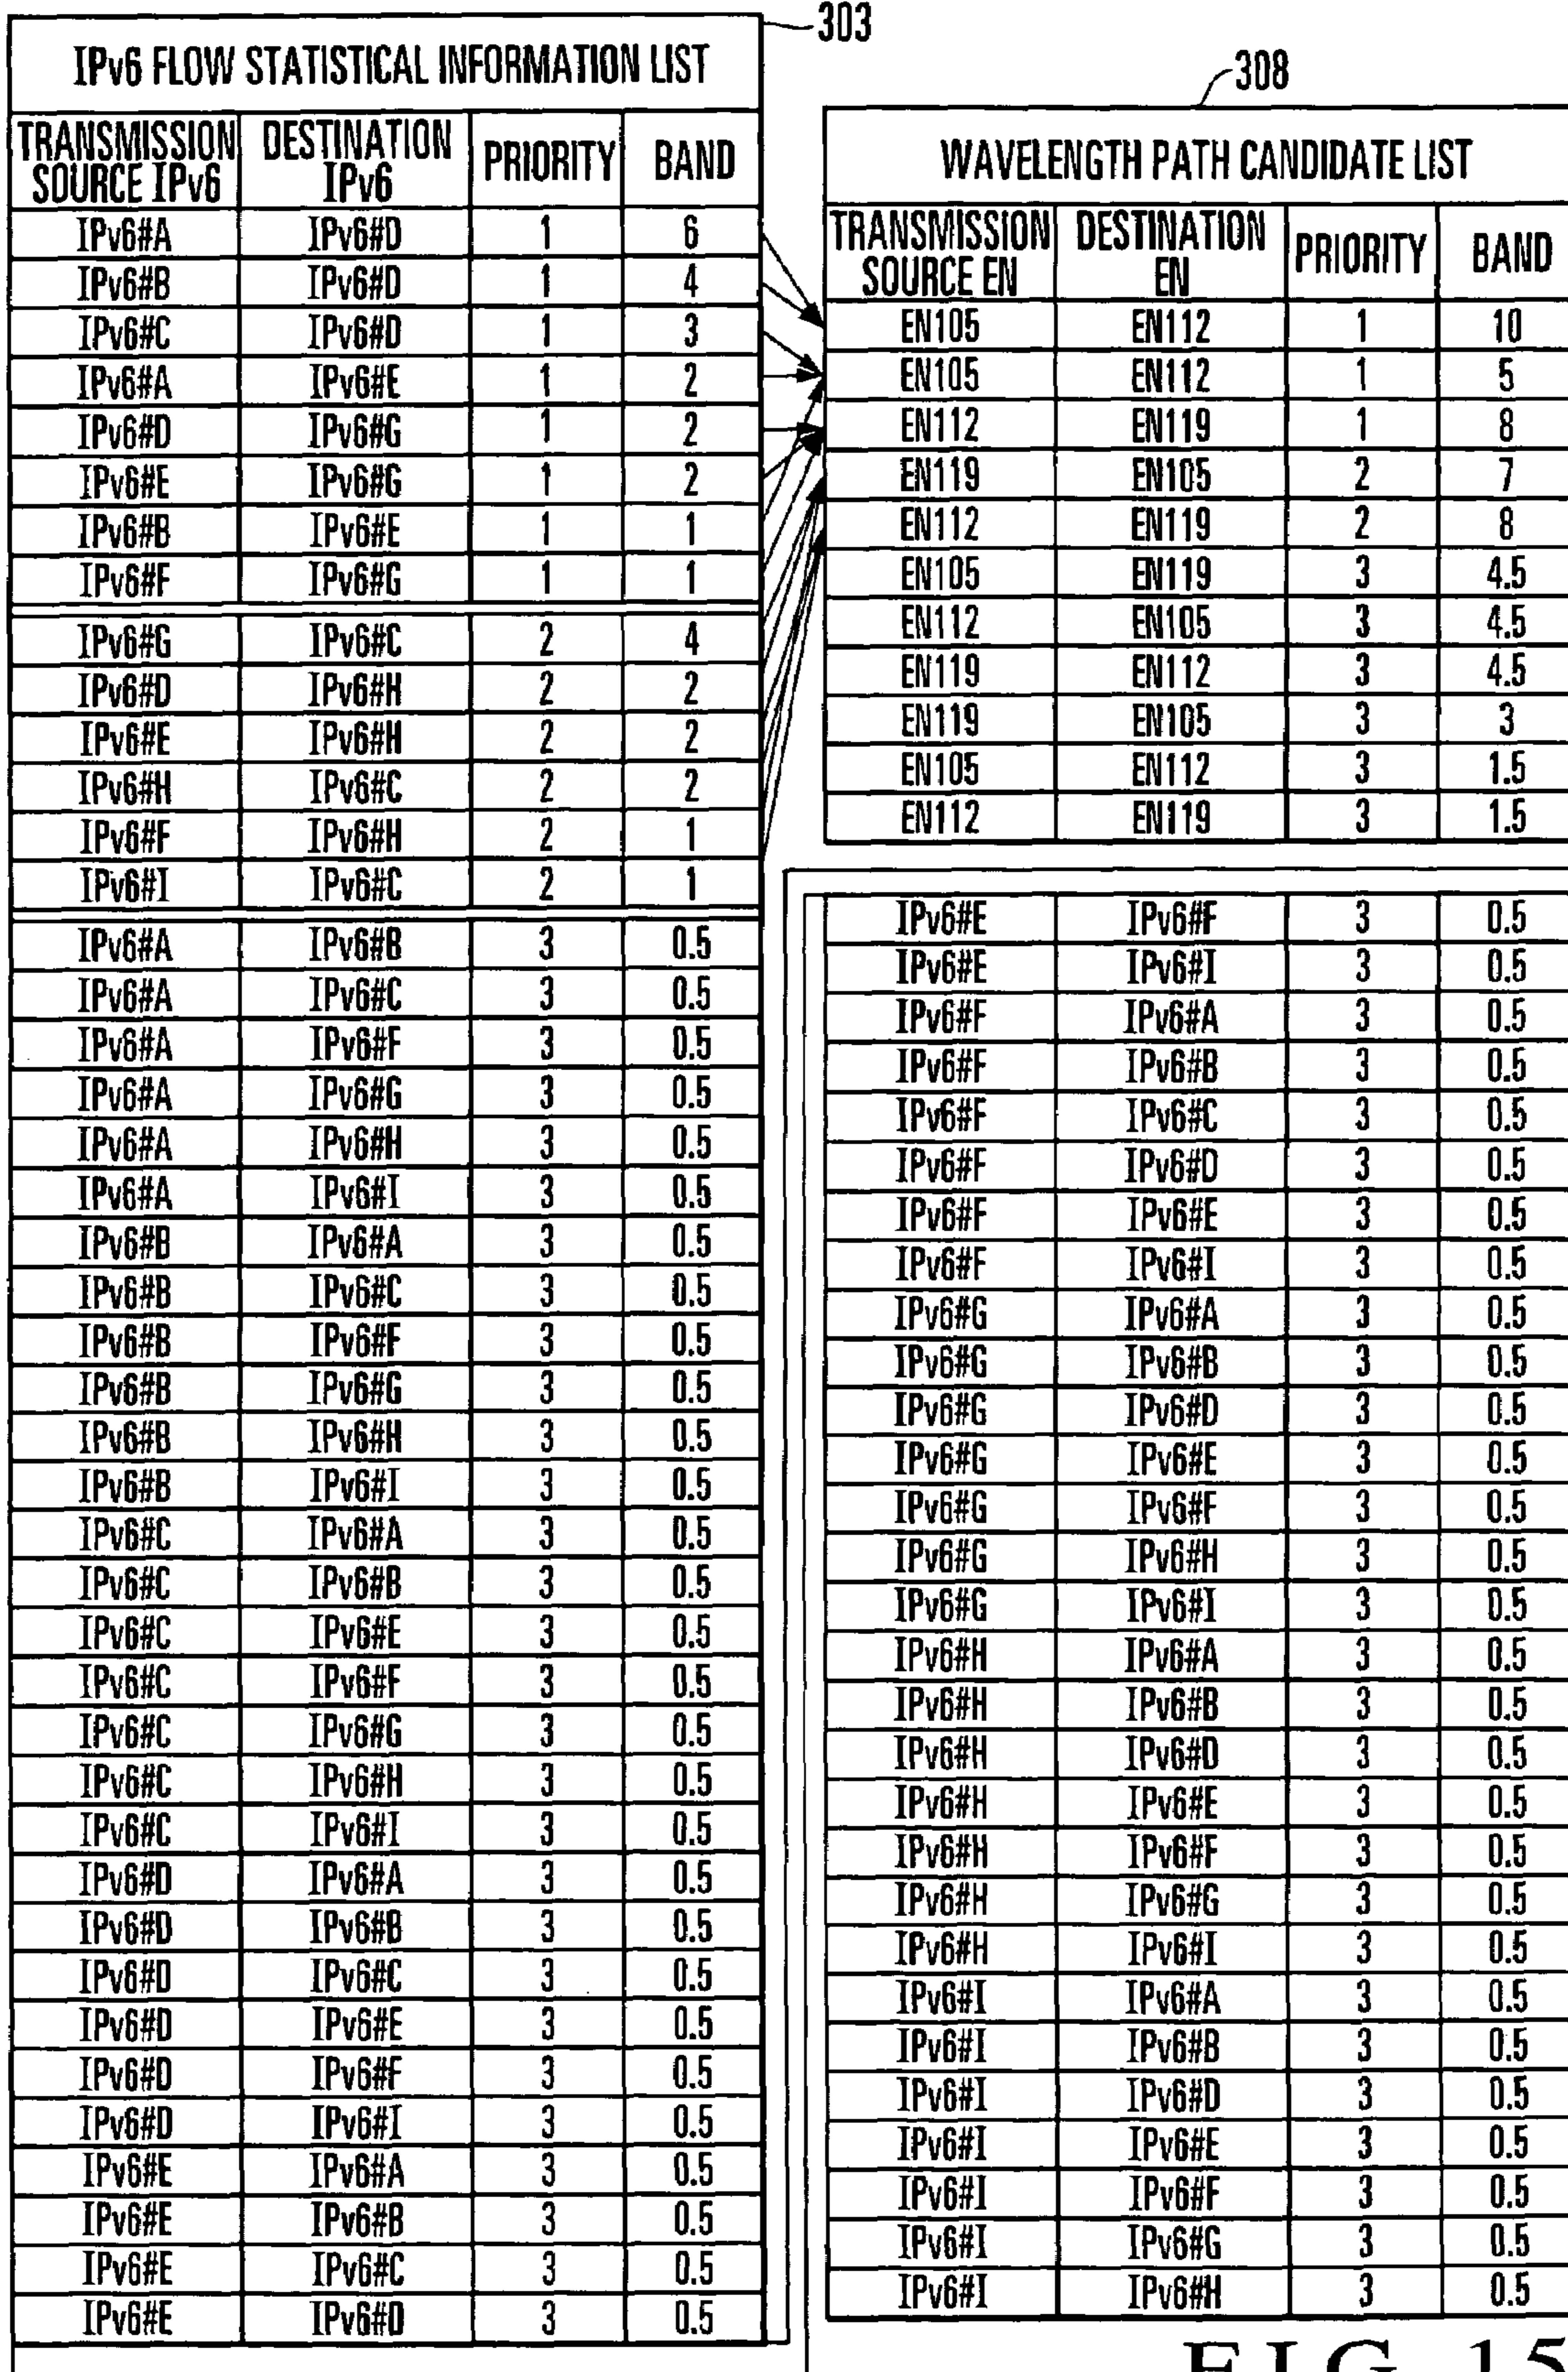 303
IPv6 FLOW STATISTICAL INFORMATION LIST
TRANSMISSION SOURCE IPv6 DESTINATION IPv6 PRIORITY BAND
IPv6#A IPv6#D 1 6
IPv6#B IPv6#D 1 4
IPv6#C IPv6#D 1 3
IPv6#A IPv6#E 1 2
IPv6#D IPv6#G 1 2
IPv6#E IPv6#G 1 2
IPv6#B IPv6#E 1 1
IPv6#F IPv6#G 1 1
IPv6#G IPv6#C 2 4
IPv6#D IPv6#H 2 2
IPv6#E IPv6#H 2 2
IPv6#H IPv6#C 2 2
IPv6#F IPv6#H 2 1
IPv6#I IPv6#C 2 1
IPv6#A IPv6#B 3 0.5
IPv6#A IPv6#C 3 0.5
IPv6#A IPv6#F 3 0.5
IPv6#A IPv6#G 3 0.5
IPv6#A IPv6#H 3 0.5
IPv6#A IPv6#I 3 0.5
IPv6#B IPv6#A 3 0.5
IPv6#B IPv6#C 3 0.5
IPv6#B IPv6#F 3 0.5
IPv6#B IPv6#G 3 0.5
IPv6#B IPv6#H 3 0.5
IPv6#B IPv6#I 3 0.5
IPv6#C IPv6#A 3 0.5
IPv6#C IPv6#B 3 0.5
IPv6#C IPv6#E 3 0.5
IPv6#C IPv6#F 3 0.5
IPv6#C IPv6#G 3 0.5
IPv6#C IPv6#H 3 0.5
IPv6#C IPv6#I 3 0.5
IPv6#D IPv6#A 3 0.5
IPv6#D IPv6#B 3 0.5
IPv6#D IPv6#C 3 0.5
IPv6#D IPv6#E 3 0.5
IPv6#D IPv6#F 3 0.5
IPv6#D IPv6#I 3 0.5
IPv6#E IPv6#A 3 0.5
IPv6#E IPv6#B 3 0.5
IPv6#E IPv6#C 3 0.5
IPv6#E IPv6#D 3 0.5
308
WAVELENGTH PATH CANDIDATE LIST
TRANSMISSION SOURCE EN DESTINATION EN PRIORITY BAND
EN105 EN112 1 10
EN105 EN112 1 5
EN112 EN119 1 8
EN119 EN105 2 7
EN112 EN119 2 8
EN105 EN119 3 4.5
EN112 EN105 3 4.5
EN119 EN112 3 4.5
EN119 EN105 3 3
EN105 EN112 3 1.5
EN112 EN119 3 1.5
IPv6#E IPv6#F 3 0.5
IPv6#E IPv6#I 3 0.5
IPv6#F IPv6#A 3 0.5
IPv6#F IPv6#B 3 0.5
IPv6#F IPv6#C 3 0.5
IPv6#F IPv6#D 3 0.5
IPv6#F IPv6#E 3 0.5
IPv6#F IPv6#I 3 0.5
IPv6#G IPv6#A 3 0.5
IPv6#G IPv6#B 3 0.5
IPv6#G IPv6#D 3 0.5
IPv6#G IPv6#E 3 0.5
IPv6#G IPv6#F 3 0.5
IPv6#G IPv6#H 3 0.5
IPv6#G IPv6#I 3 0.5
IPv6#H IPv6#A 3 0.5
IPv6#H IPv6#B 3 0.5
IPv6#H IPv6#D 3 0.5
IPv6#H IPv6#E 3 0.5
IPv6#H IPv6#F 3 0.5
IPv6#H IPv6#G 3 0.5
IPv6#H IPv6#I 3 0.5
IPv6#I IPv6#A 3 0.5
IPv6#I IPv6#B 3 0.5
IPv6#I IPv6#D 3 0.5
IPv6#I IPv6#E 3 0.5
IPv6#I IPv6#F 3 0.5
IPv6#I IPv6#G 3 0.5
IPv6#I IPv6#H 3 0.5
FIG. 15